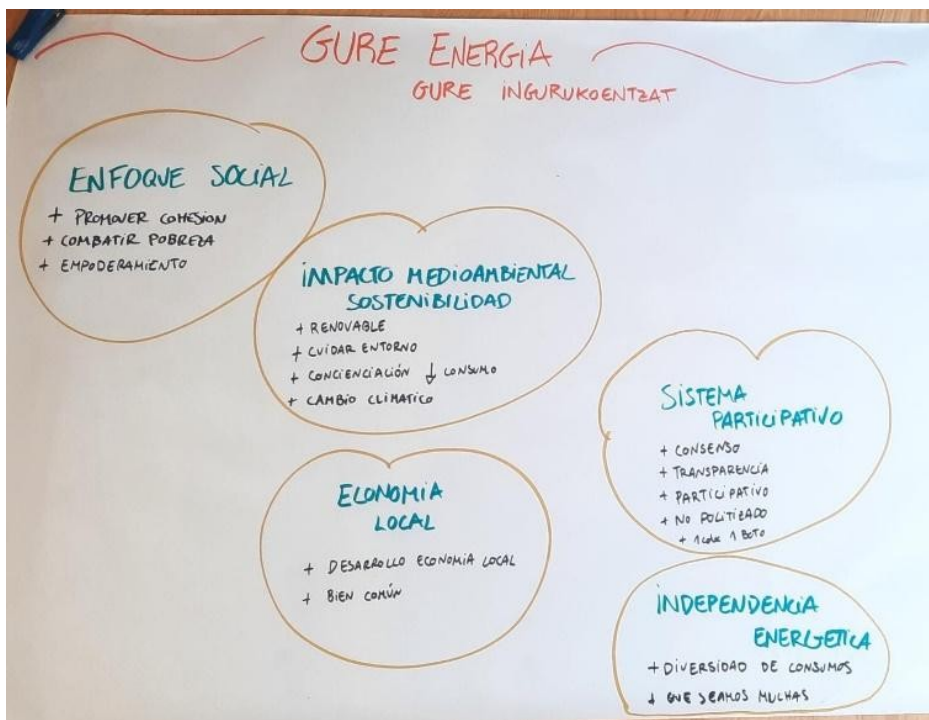 GURE ENERGIA
GURE INGURUKOENTZAT
ENFOQUE SOCIAL
+ PROMOVER COHESION
+ COMBATIR POBREZA
+ EMPODERAMIENTO
IMPACTO MEDIOAMBIENTAL
SOSTENIBILIDAD
+ RENOVABLE
+ CUIDAR ENTORNO
+ CONCIENCIACIÓN ↓ CONSUMO
+ CAMBIO CLIMATICO
ECONOMIA
LOCAL
+ DESARROLLO ECONOMIA LOCAL
+ BIEN COMÚN
SISTEMA
PARTICIPATIVO
+ CONSENSO
+ TRANSPARENCIA
+ PARTICIPATIVO
+ NO POLITIZADO
+ 1 1 BOTO
INDEPENDENCIA
ENERGETICA
+ DIVERSIDAD DE CONSUMOS
+ QUE SEAMOS MUCHAS